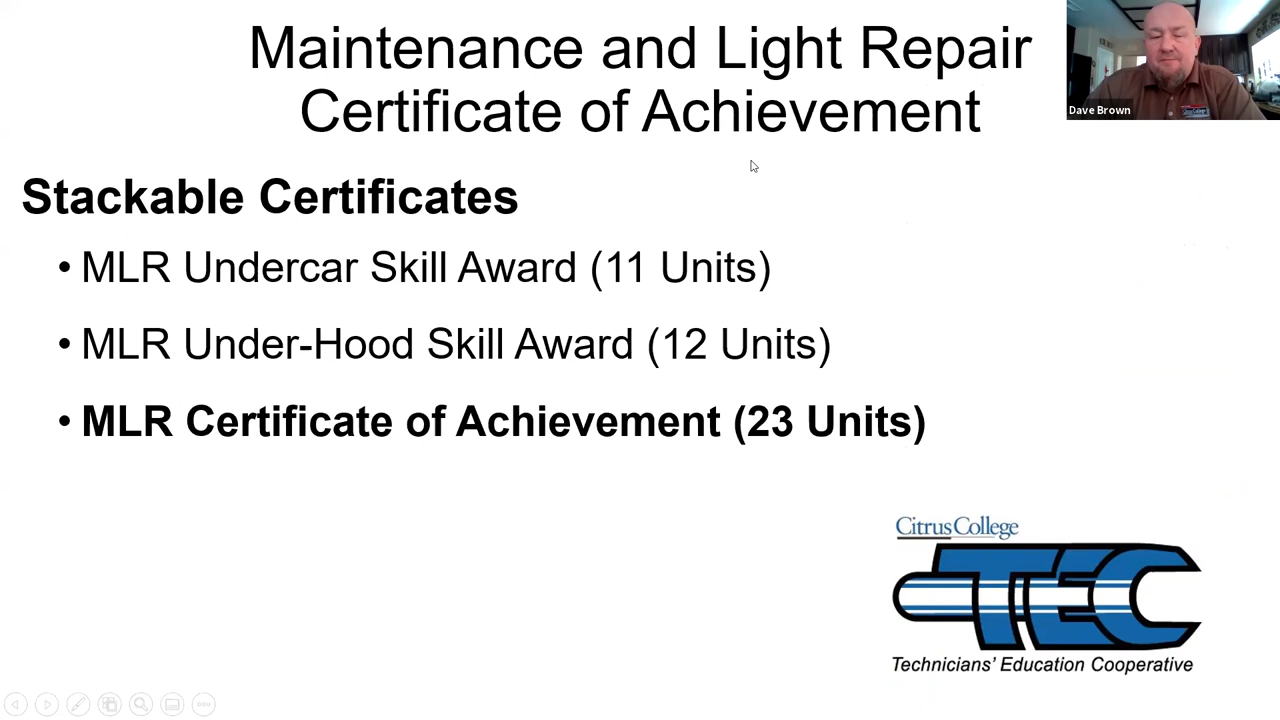 Maintenance and Light Repair
Certificate of Achievement
Dave Brown
Stackable Certificates
• MLR Undercar Skill Award (11 Units)
• MLR Under-Hood Skill Award (12 Units)
• MLR Certificate of Achievement (23 Units)
Citrus College
TEC
Technicians' Education Cooperative